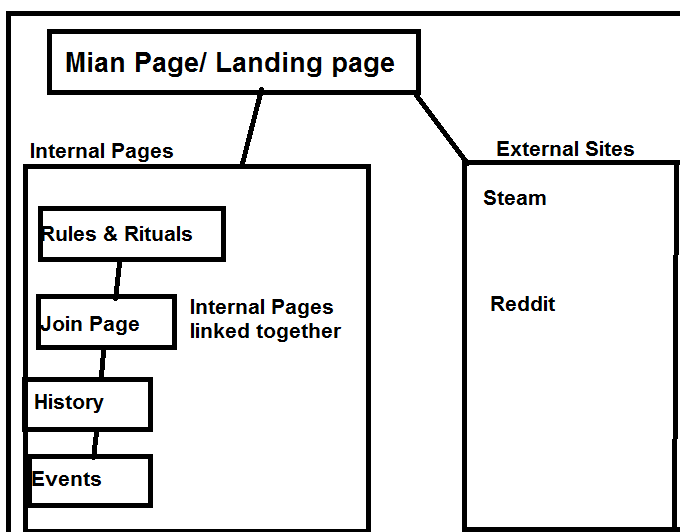 Mian Page/ Landing page
Internal Pages
External Sites
Steam
Rules & Rituals
Reddit
Internal Pages
linked together
Join Page
History
Events